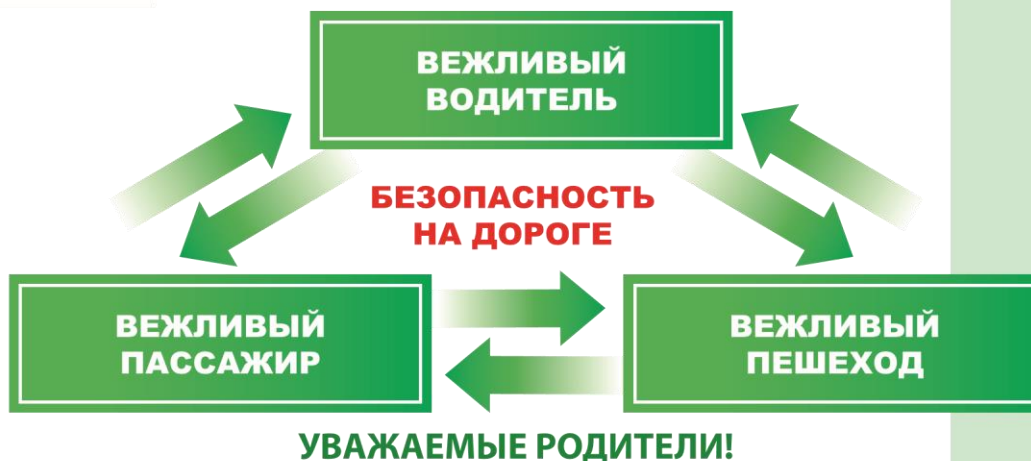 ВЕЖЛИВЫЙ
ВОДИТЕЛЬ
БЕЗОПАСНОСТЬ
НА ДОРОГЕ
ВЕЖЛИВЫЙ
ПАССАЖИР
ВЕЖЛИВЫЙ
ПЕШЕХОД
УВАЖАЕМЫЕ РОДИТЕЛИ!